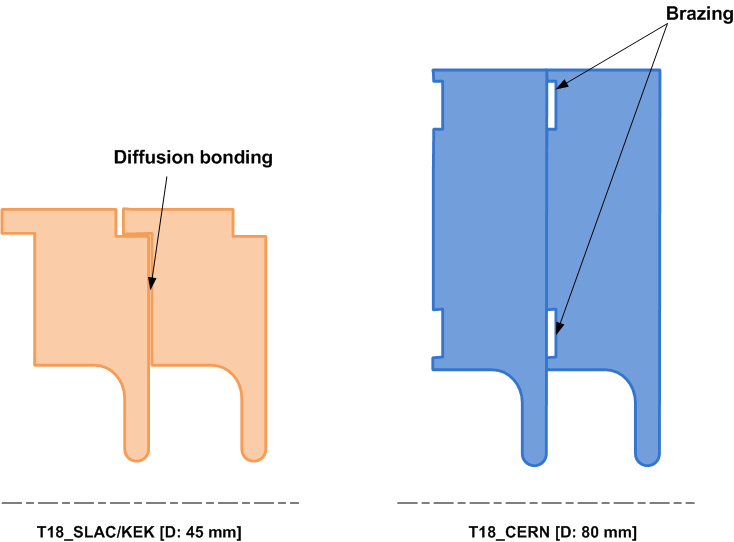 Brazing
Diffusion bonding
T18_SLAC/KEK [D: 45 mm]
T18_CERN [D: 80 mm]